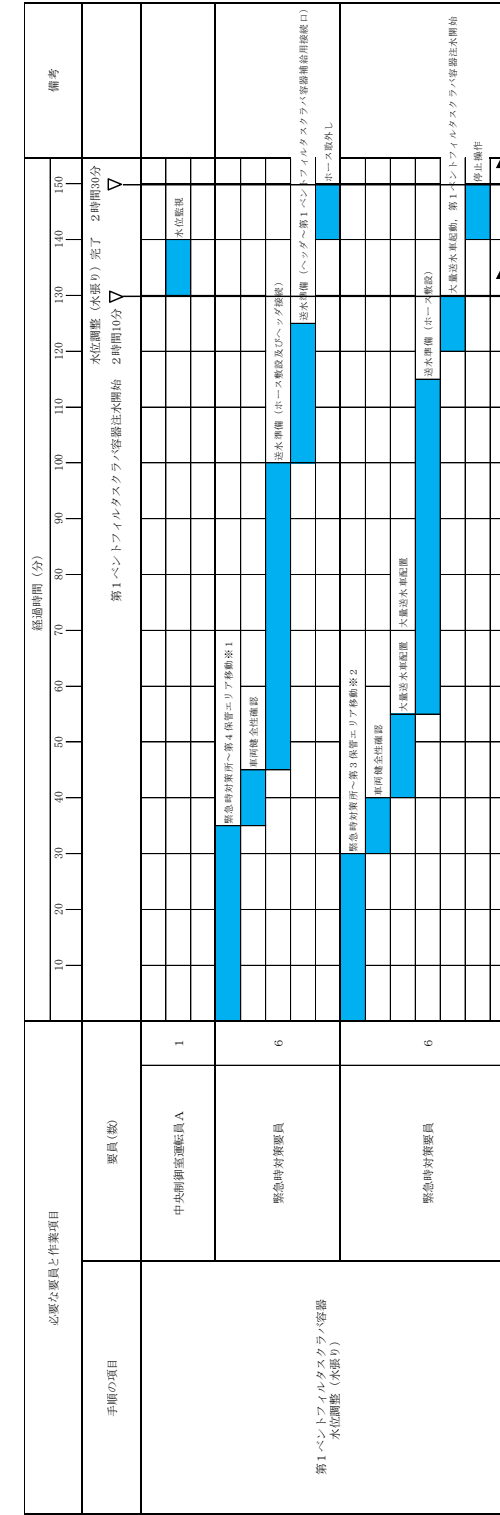 必要な要員と作業項目
経過時間（分）
備考
手順の項目
要員(数)
10
20
30
40
50
60
70
80
90
100
110
120
130
140
150
水位調整（水張り）完了　2時間30分
第１ベントフィルタスクラバ容器注水開始　2時間10分
第１ベントフィルタスクラバ容器
水位調整（水張り）
中央制御室運転員Ａ
1
水位監視
緊急時対策要員
6
緊急時対策所～第４保管エリア移動※１
車両健全性確認
送水準備（ホース敷設及びヘッダ接続）
送水準備（ヘッダ～第１ベントフィルタスクラバ容器補給用接続口）
ホース取外し
緊急時対策要員
6
緊急時対策所～第３保管エリア移動※２
車両健全性確認
大量送水車配置　大量送水車配置
送水準備（ホース敷設）
大量送水車起動，第１ベントフィルタスクラバ容器注水開始
停止操作